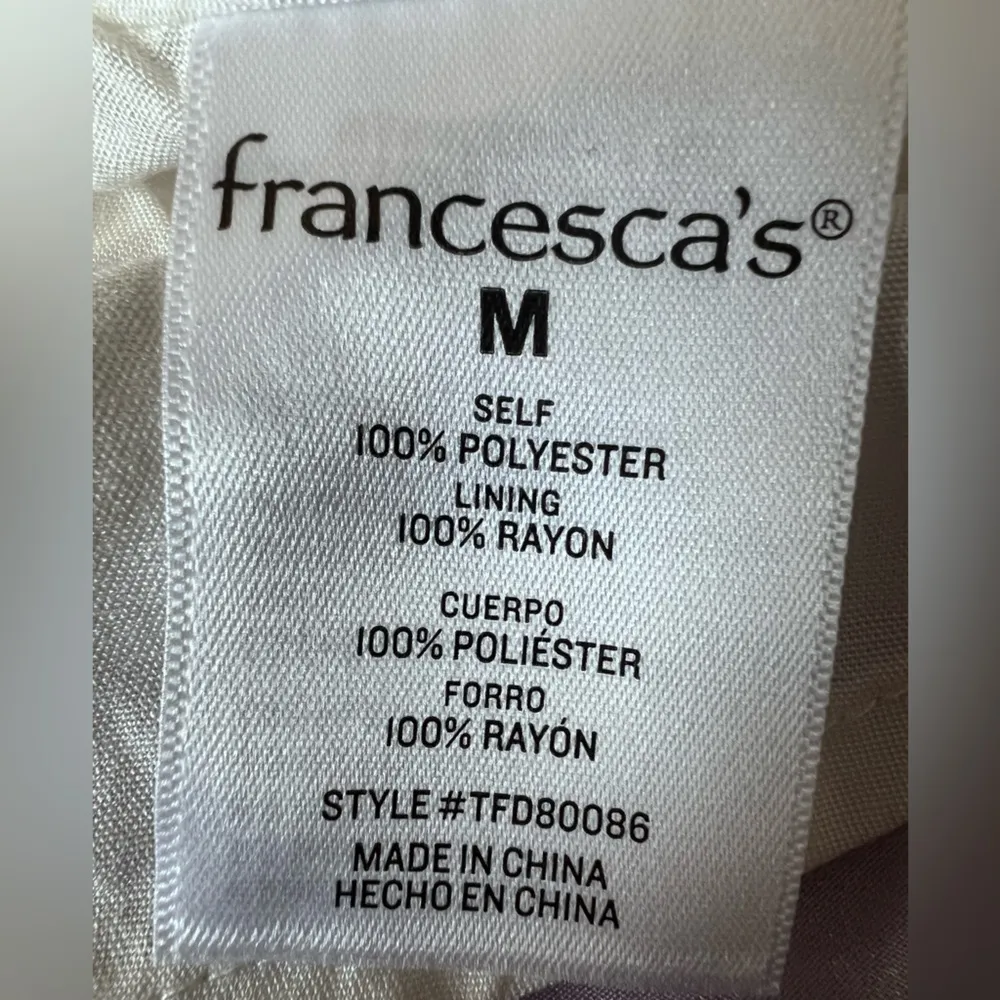 francesca's®
M
SELF
100% POLYESTER
LINING
100% RAYON
CUERPO
100% POLIÉSTER
FORRO
100% RAYÓN
STYLE #TFD80086
MADE IN CHINA
HECHO EN CHINA